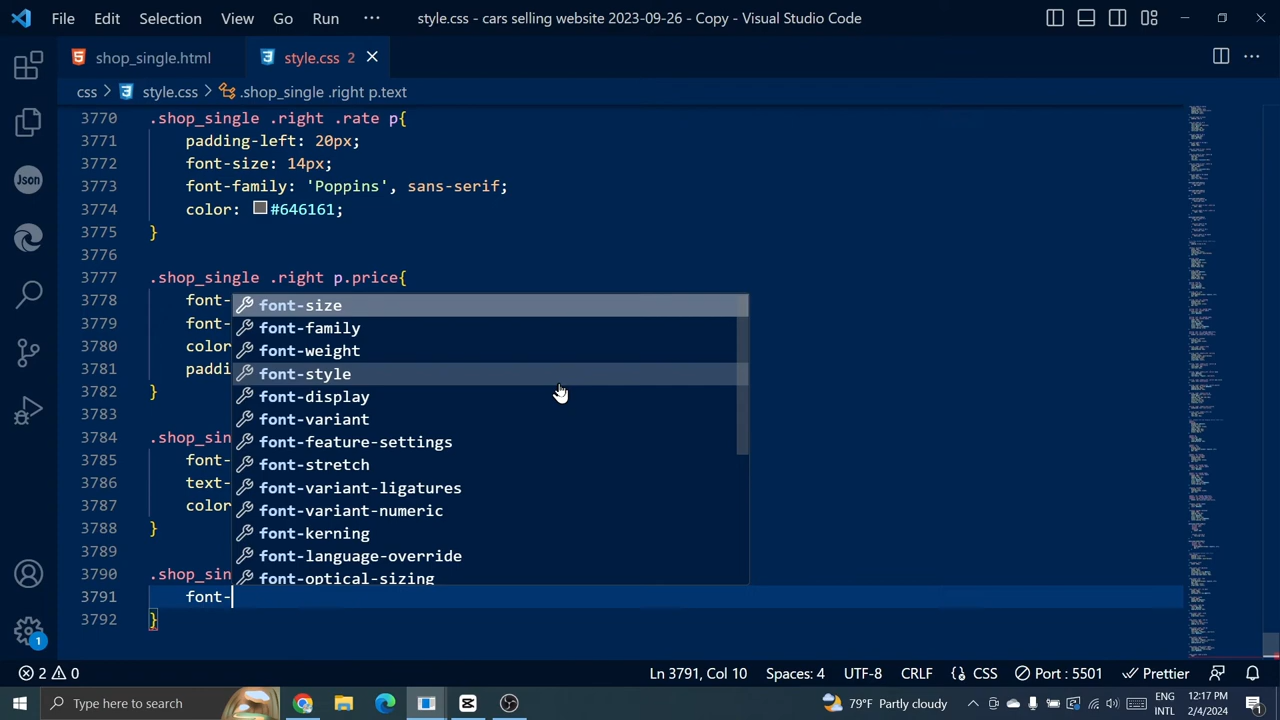 File Edit Selection View Go Run ··· style.css - cars selling website 2023-09-26 - Copy - Visual Studio Code
shop_single.html style.css 2
css > style.css > .shop_single .right p.text
3770 .shop_single .right .rate p{
3771 padding-left: 20px;
3772 font-size: 14px;
3773 font-family: 'Poppins', sans-serif;
3774 color: #646161;
3775 }
3776
3777 .shop_single .right p.price{
3778 font-
3779 font-
3780 colo
3781 paddi
3782 }
3783
3784 .shop_sin
3785 font-
3786 text-
3787 colo
3788 }
3789
3790 .shop_sin
3791 font-
3792 }
font-size
font-family
font-weight
font-style
font-display
font-variant
font-feature-settings
font-stretch
font-variant-ligatures
font-variant-numeric
font-kerning
font-language-override
font-optical-sizing
Json
1
2 0 Ln 3791, Col 10 Spaces: 4 UTF-8 CRLF {} CSS Port : 5501 Prettier
Type here to search 79°F Partly cloudy ENG INTL 12:17 PM 2/4/2024 1